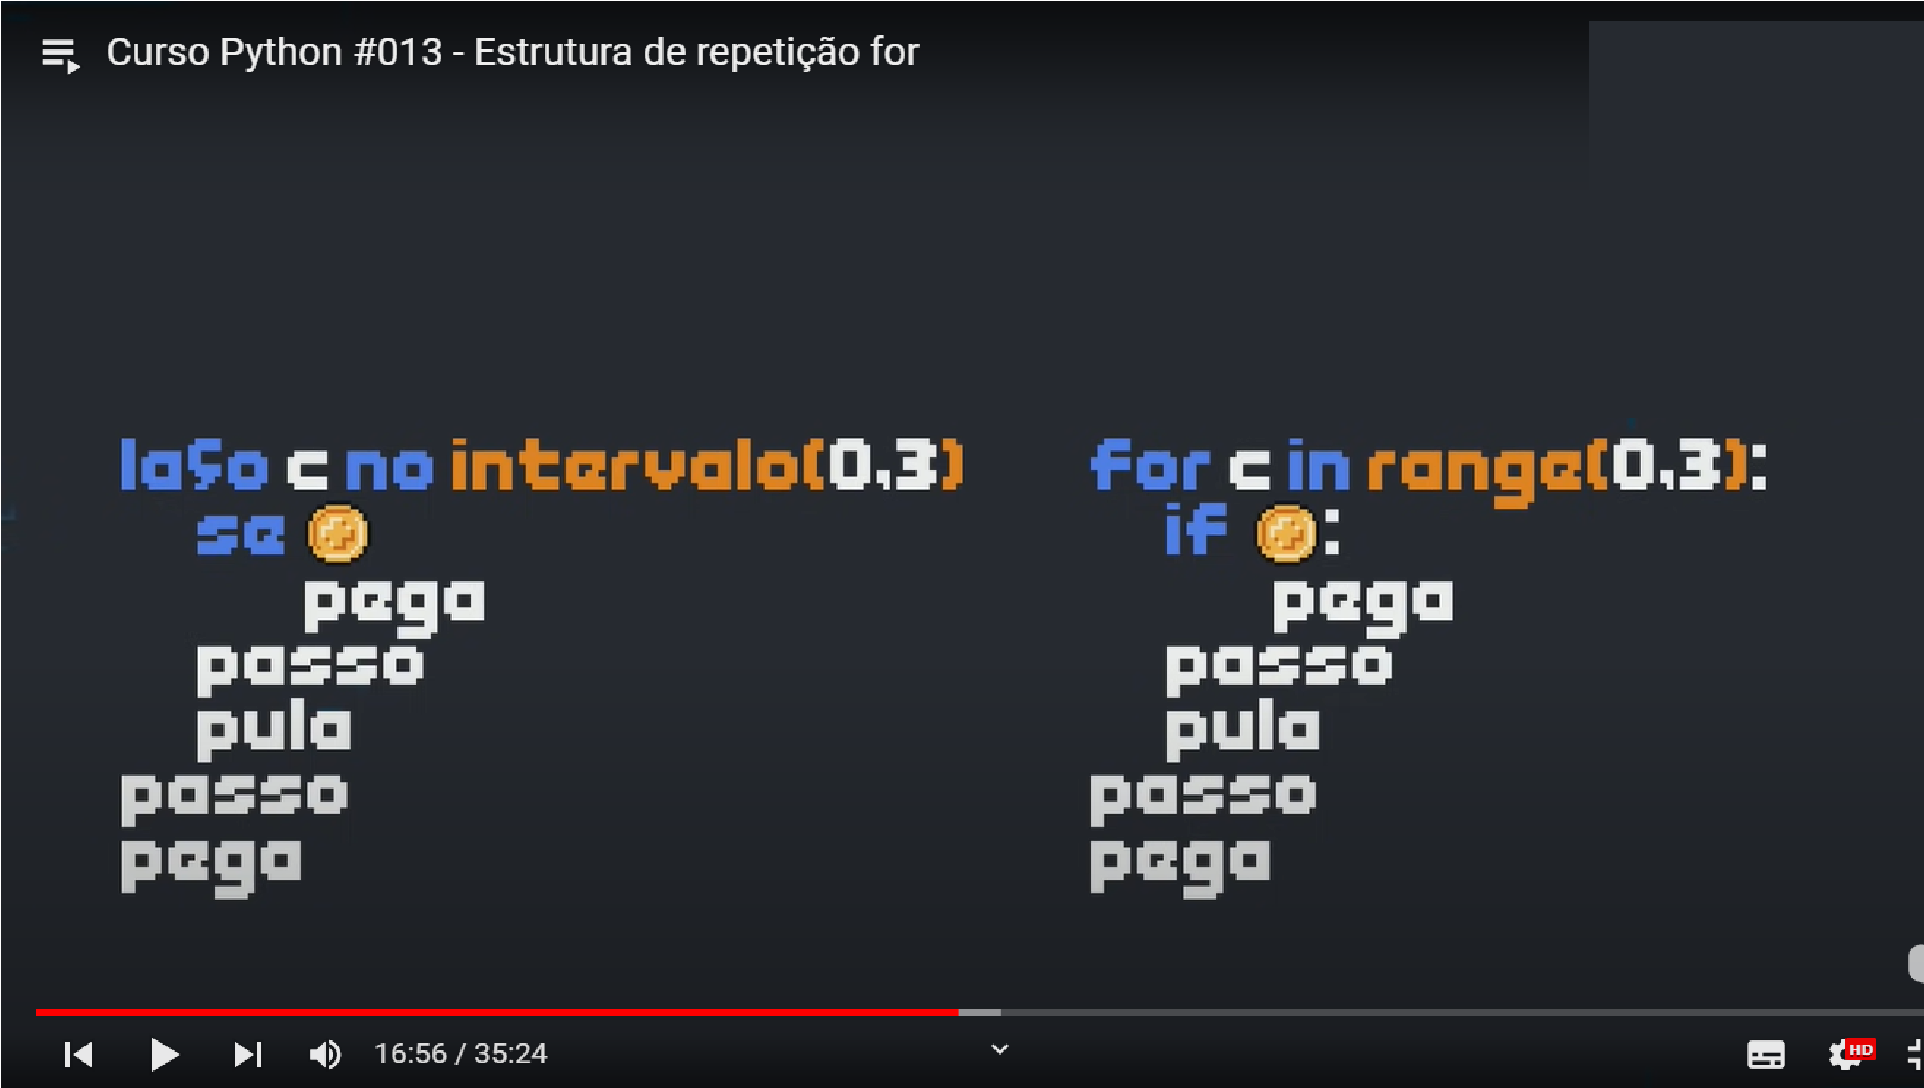 Curso Python #013 - Estrutura de repetição for
laço c no intervalo(0,3)
se
pega
passo
pula
passo
pega
for c in range(0,3):
if :
pega
passo
pula
passo
pega
16:56 / 35:24
HD